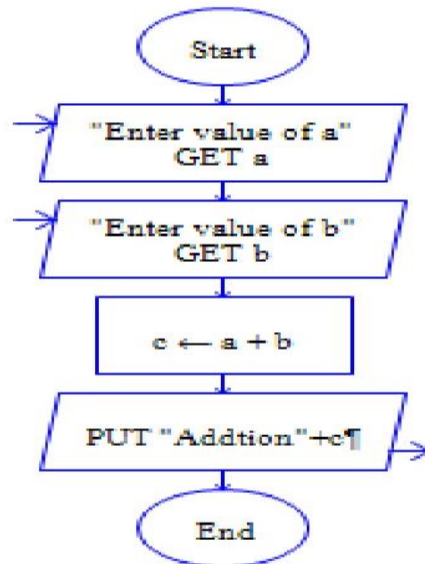 Start
"Enter value of a"
GET a
"Enter value of b"
GET b
c ← a + b
PUT "Addtion"+c¶
End